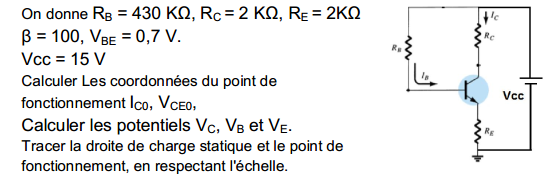 On donne RB = 430 KΩ, RC = 2 KΩ, RE = 2KΩ
β = 100, VBE = 0,7 V.
Vcc = 15 V
Calculer Les coordonnées du point de
fonctionnement IC0, VCE0,
Calculer les potentiels VC, VB et VE.
Tracer la droite de charge statique et le point de
fonctionnement, en respectant l'échelle.
IC
RC
RB
IB
Vcc
RE